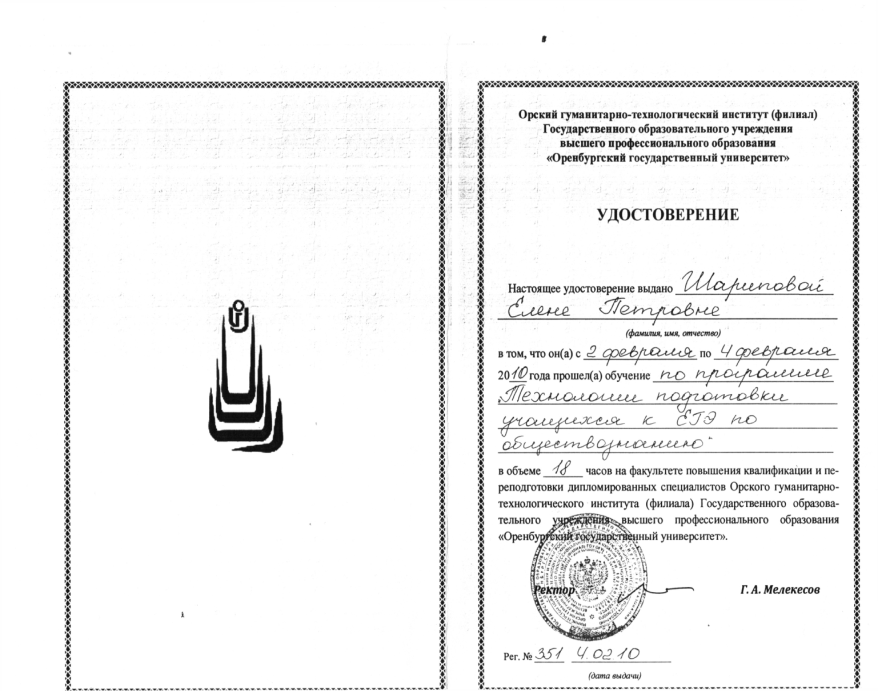 Орский гуманитарно-технологический институт (филиал)
Государственного образовательного учреждения
высшего профессионального образования
«Оренбургский государственный университет»
УДОСТОВЕРЕНИЕ
Настоящее удостоверение выдано Шариповой
Елене Петровне
(фамилия, имя, отчество)
в том, что он(а) с 2 февраля по 4 февраля
2010 года прошел(а) обучение по программе
„Технологии подготовки
учащихся к ЕГЭ по
обществознанию"
в объеме 18 часов на факультете повышения квалификации и пе-
реподготовки дипломированных специалистов Орского гуманитарно-
технологического института (филиала) Государственного образова-
тельного учреждения высшего профессионального образования
«Оренбургский государственный университет».
Ректор Г. А. Мелекесов
Рег. № 351 4.02.10
(дата выдачи)